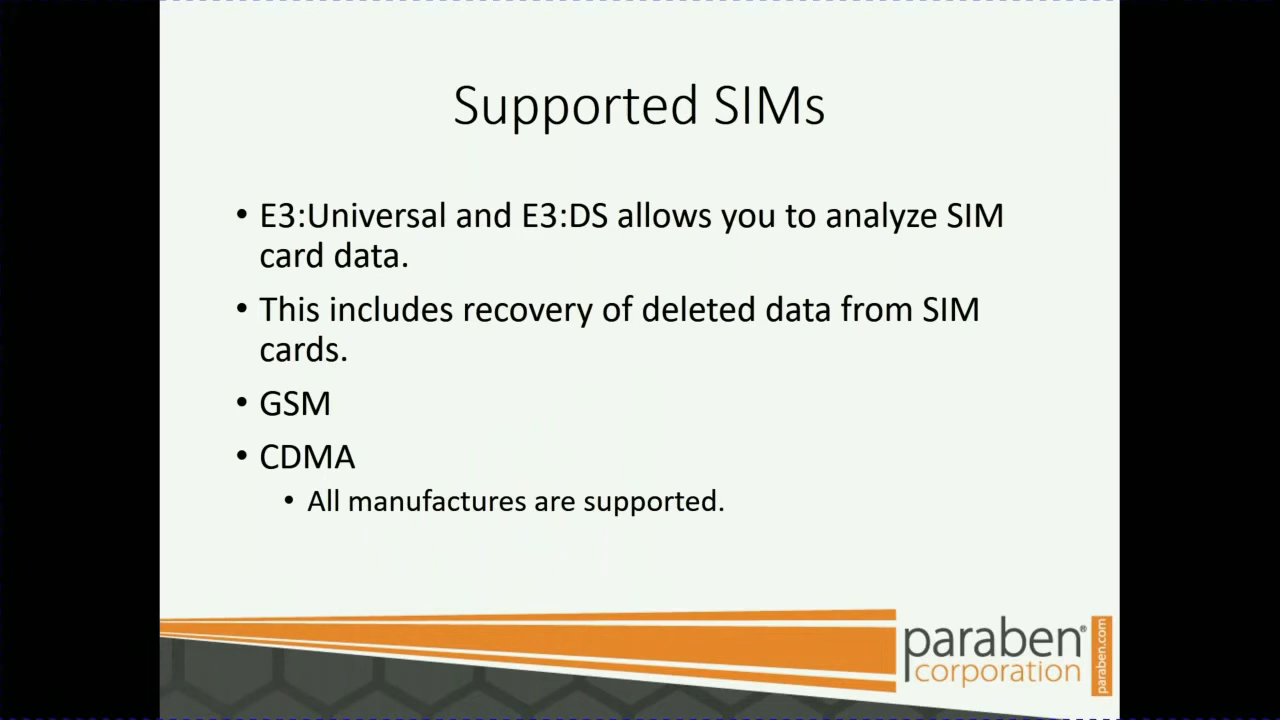 Supported SIMs
• E3:Universal and E3:DS allows you to analyze SIM
card data.
• This includes recovery of deleted data from SIM
cards.
• GSM
• CDMA
• All manufactures are supported.
paraben®
corporation
paraben.com